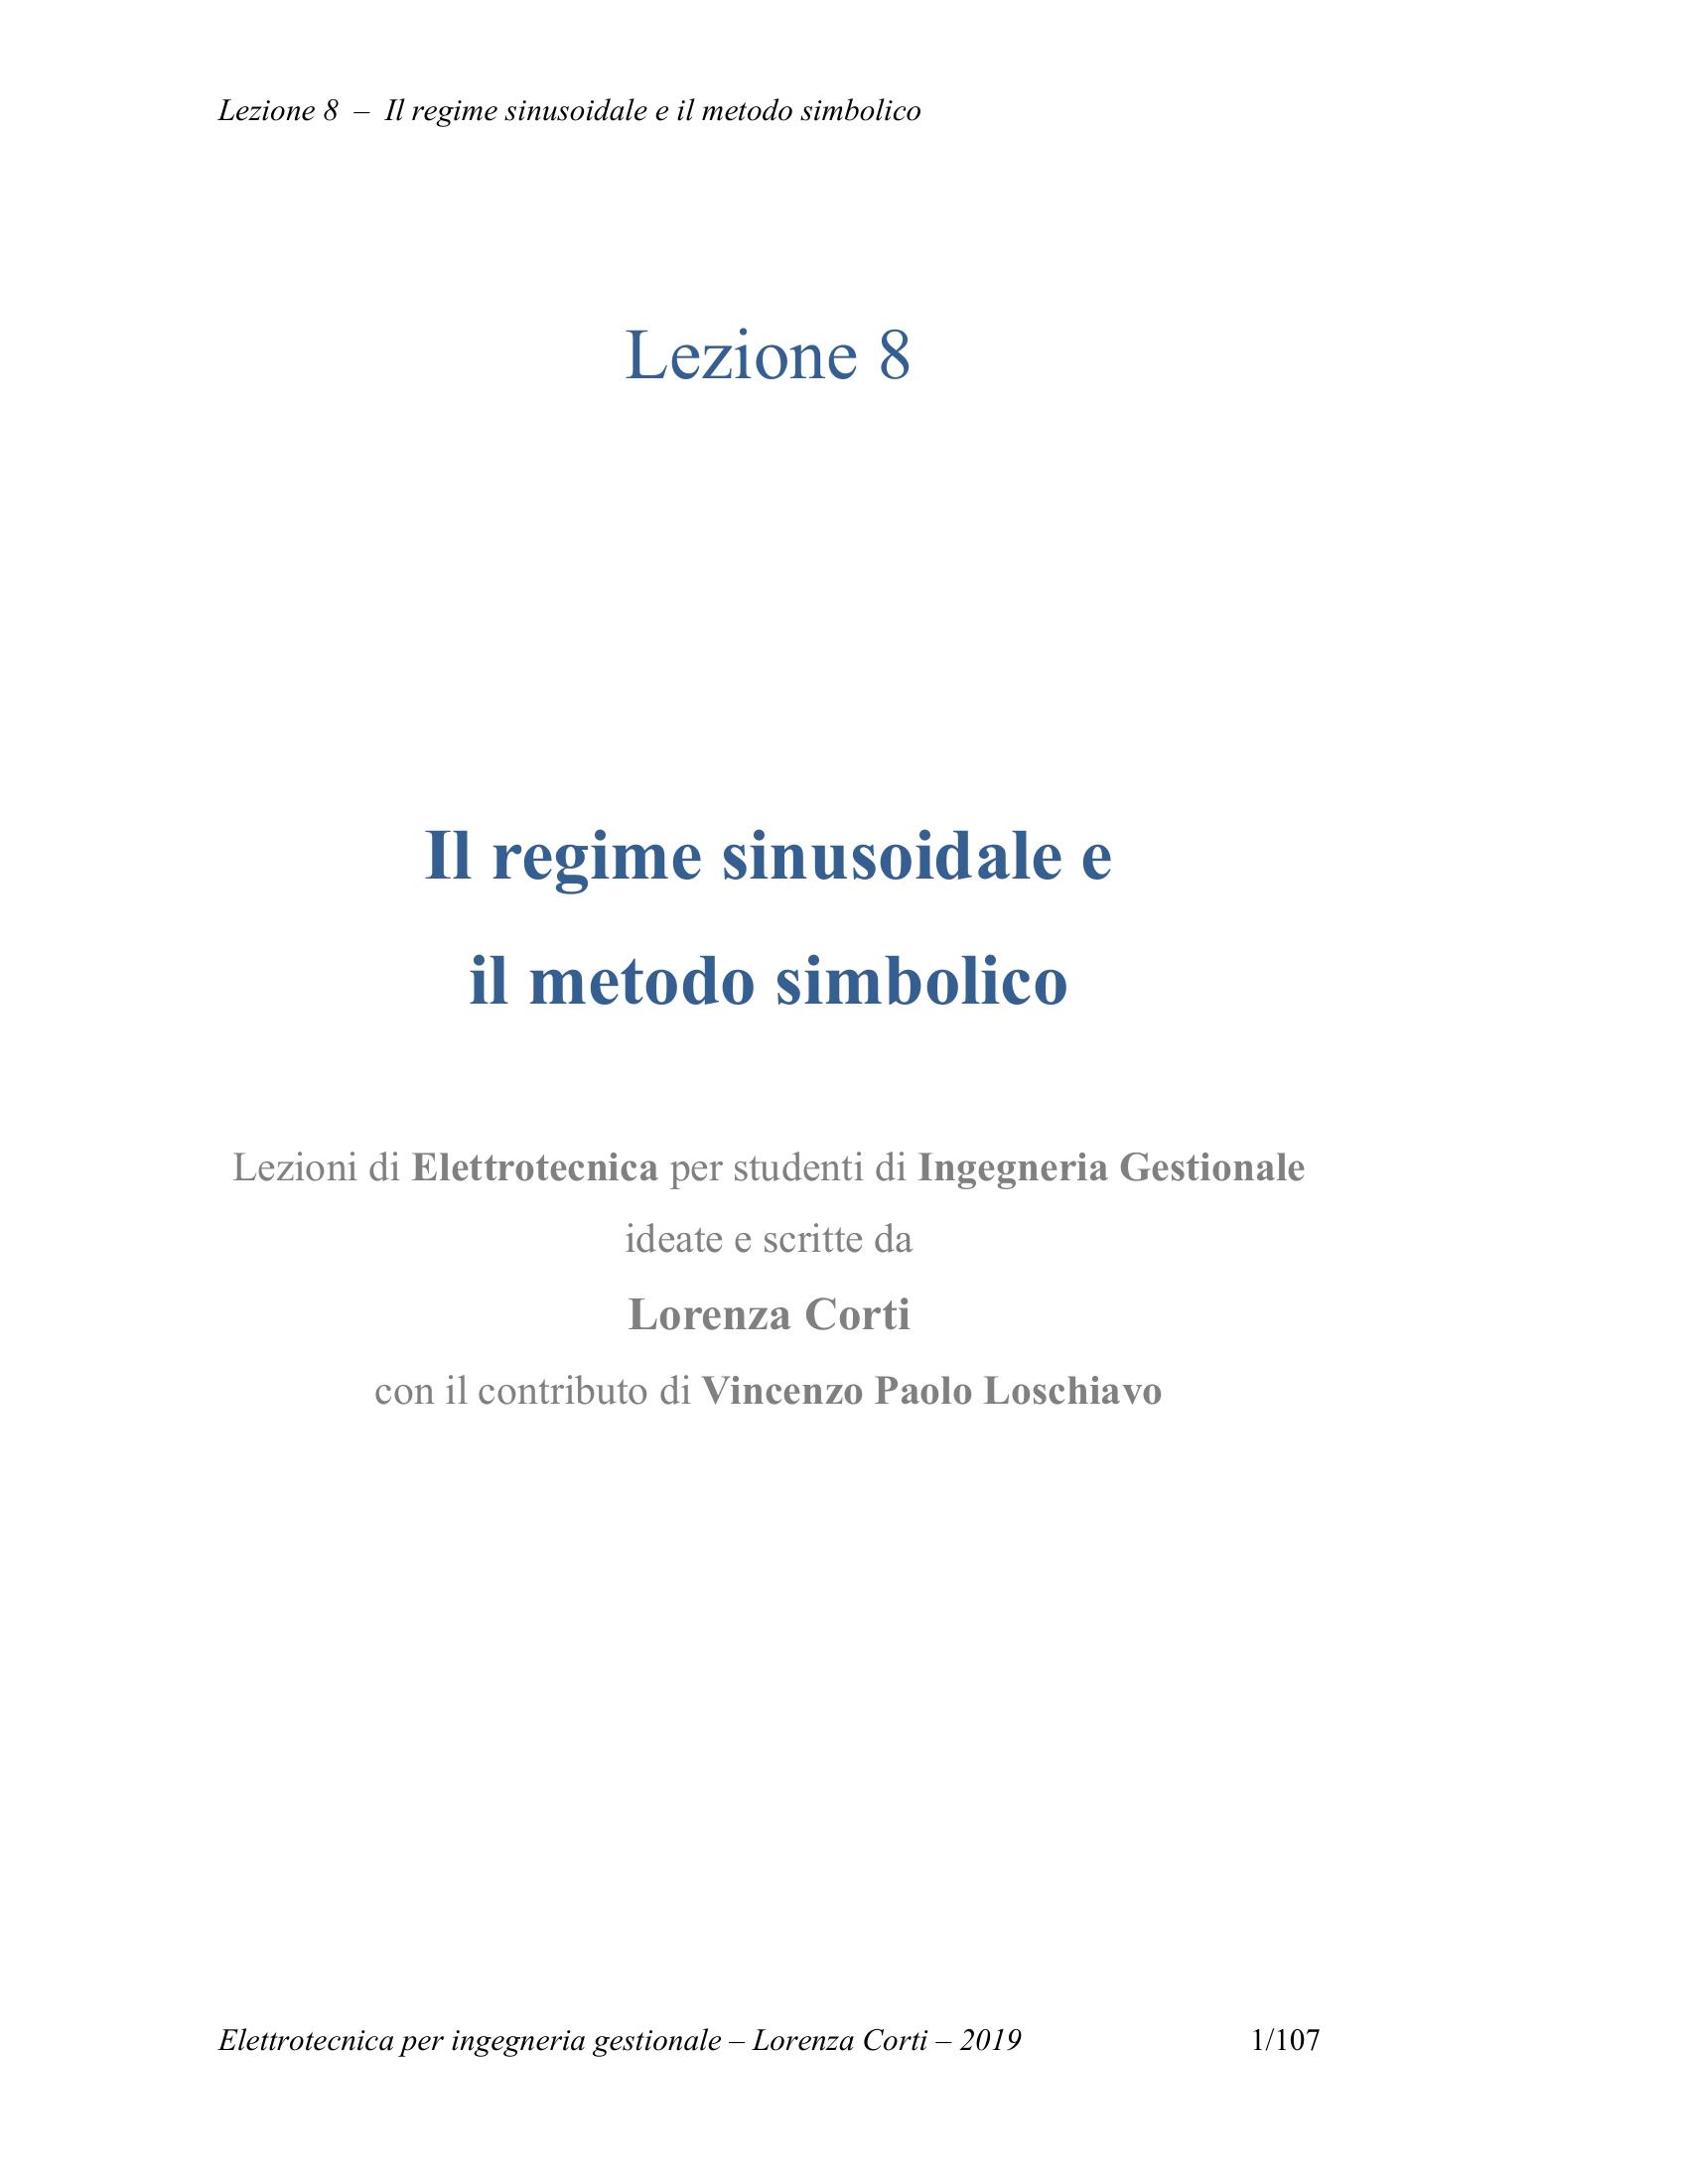 Lezione 8 – Il regime sinusoidale e il metodo simbolico
Lezione 8
Il regime sinusoidale e
il metodo simbolico
Lezioni di Elettrotecnica per studenti di Ingegneria Gestionale
ideate e scritte da
Lorenza Corti
con il contributo di Vincenzo Paolo Loschiavo
Elettrotecnica per ingegneria gestionale – Lorenza Corti – 2019 1/107